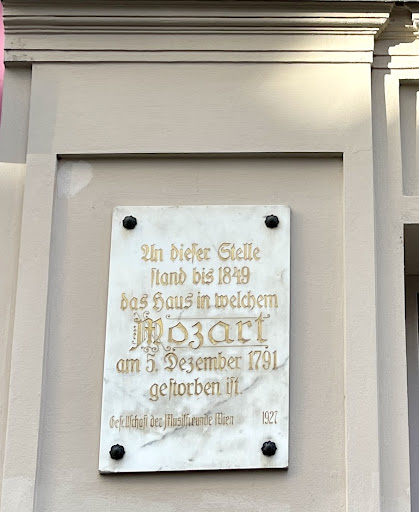 An dieser Stelle
stand bis 1849
das Haus in welchem
Mozart
am 5. Dezember 1791
gestorben ist.
Gesellschaft der Musikfreunde Wien 1927